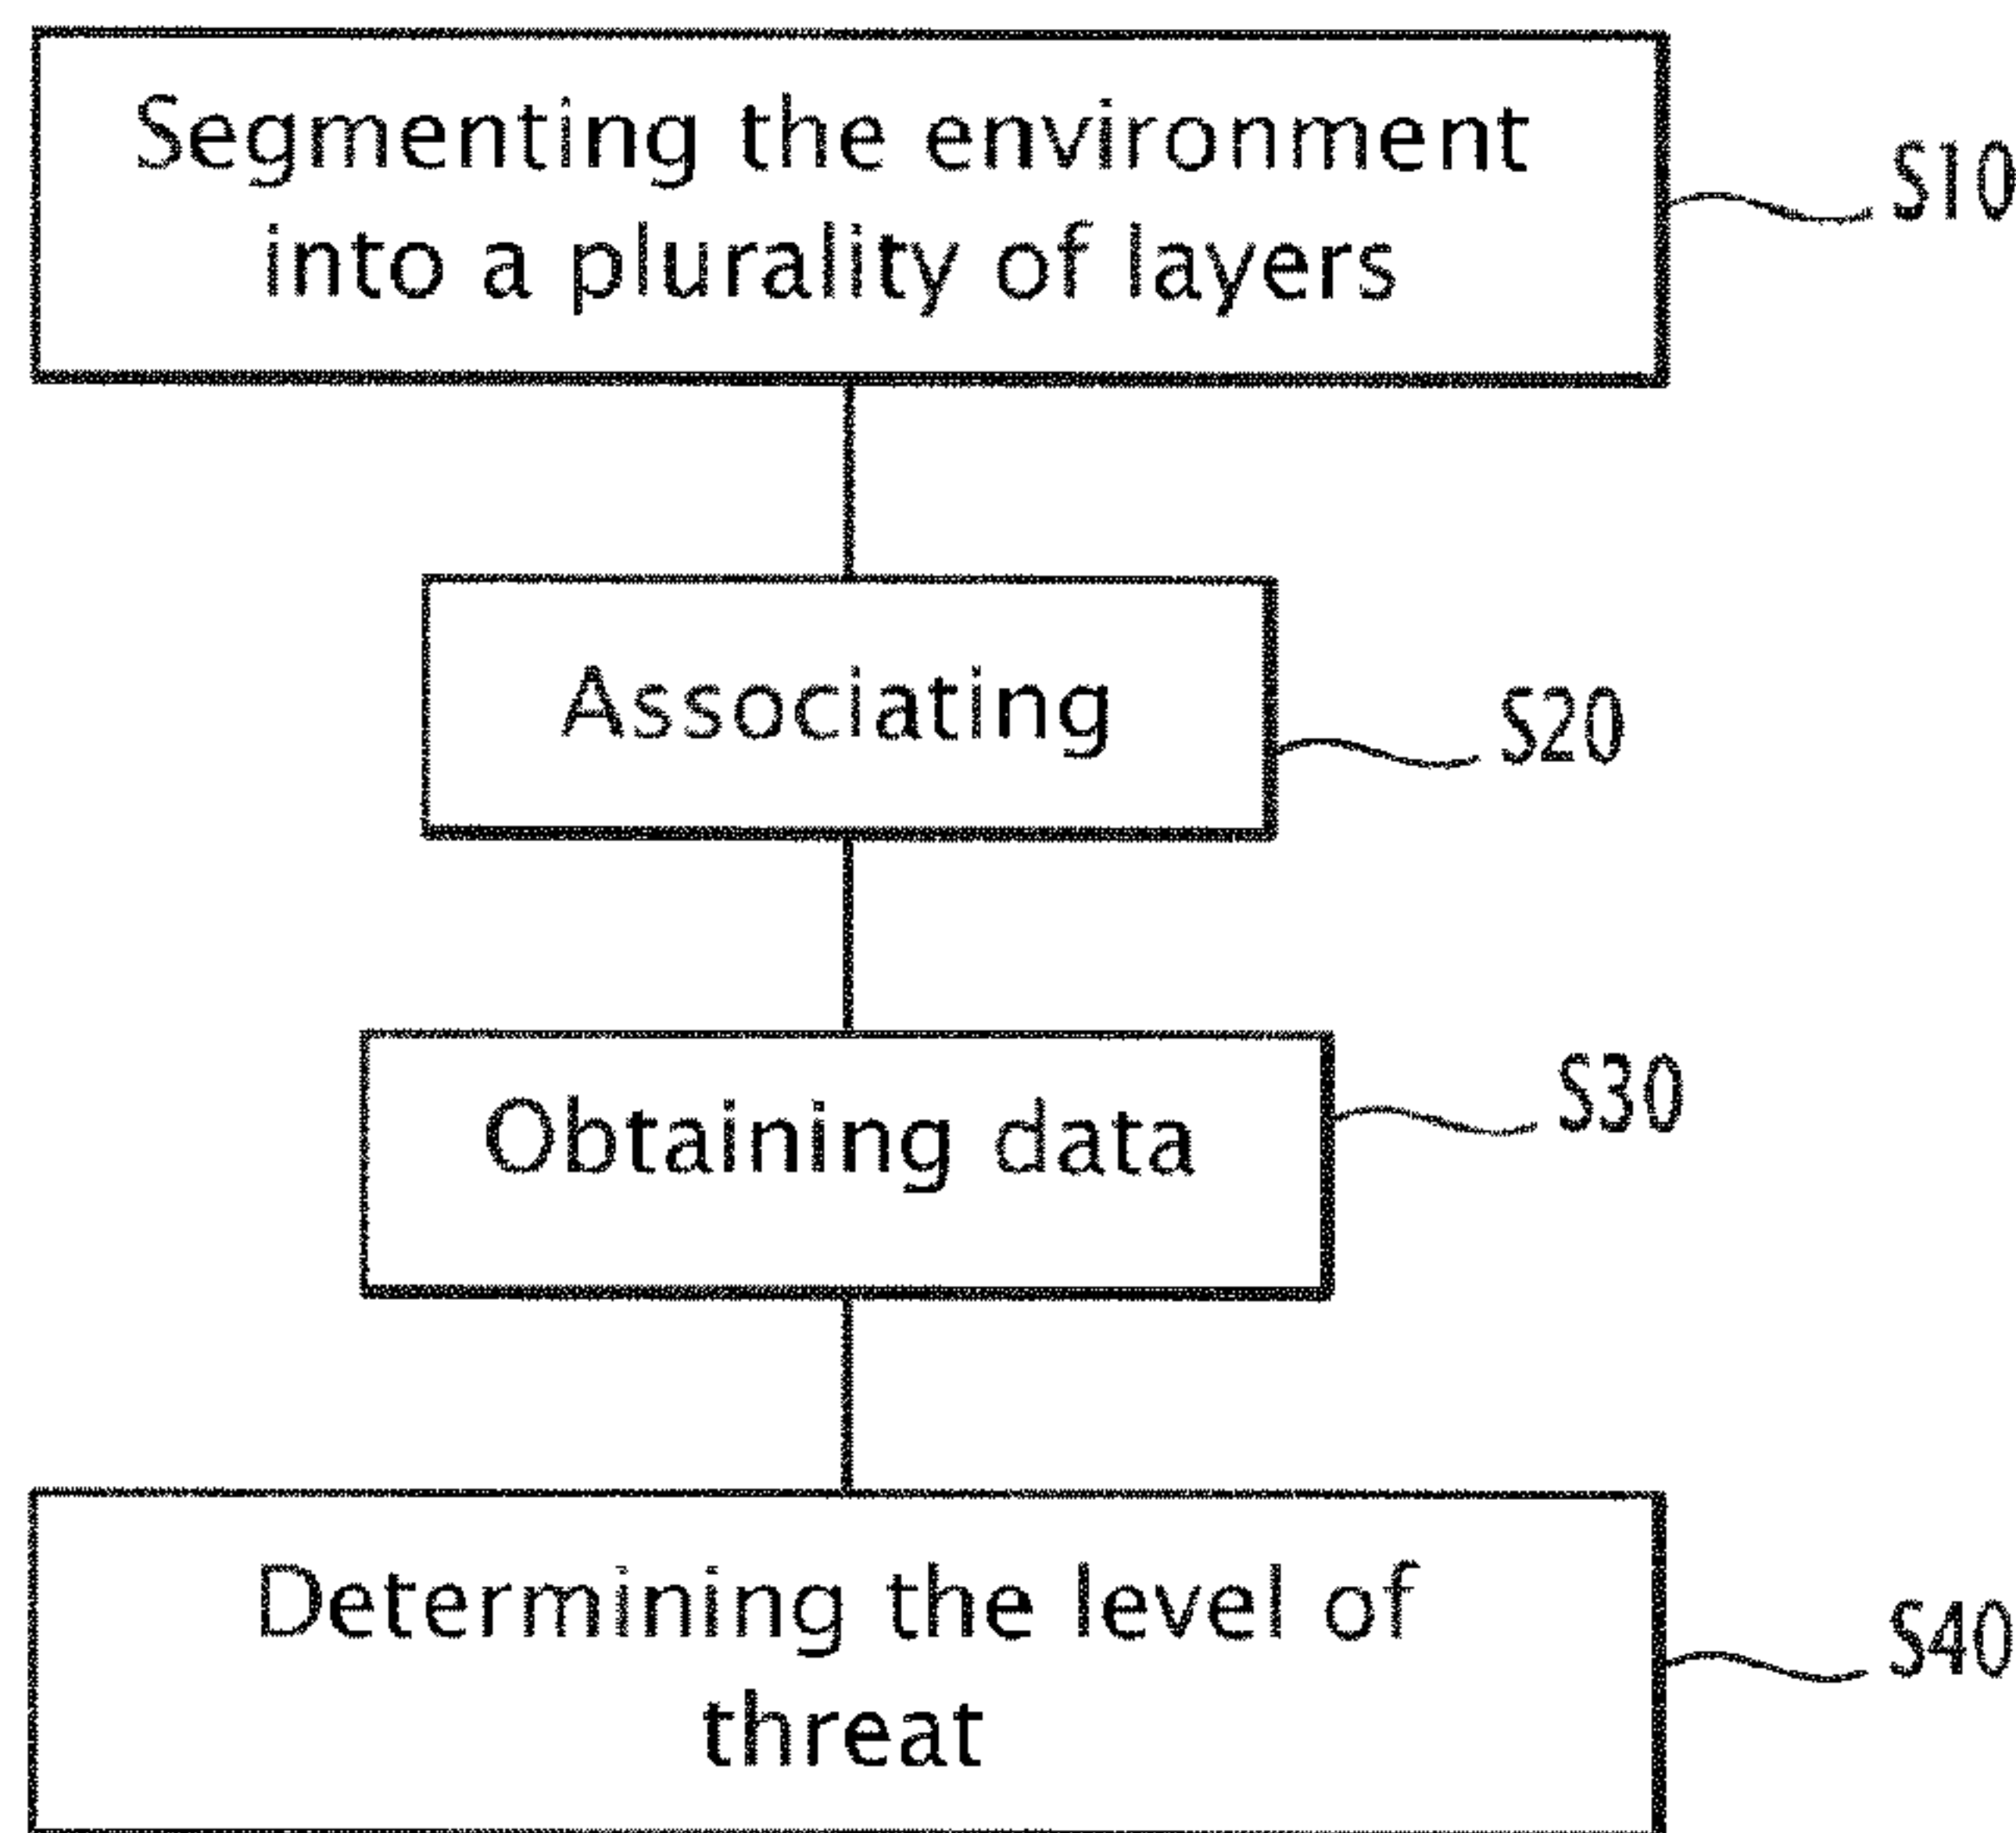 Segmenting the environment
into a plurality of layers
S10
Associating
S20
Obtaining data
S30
Determining the level of
threat
S40